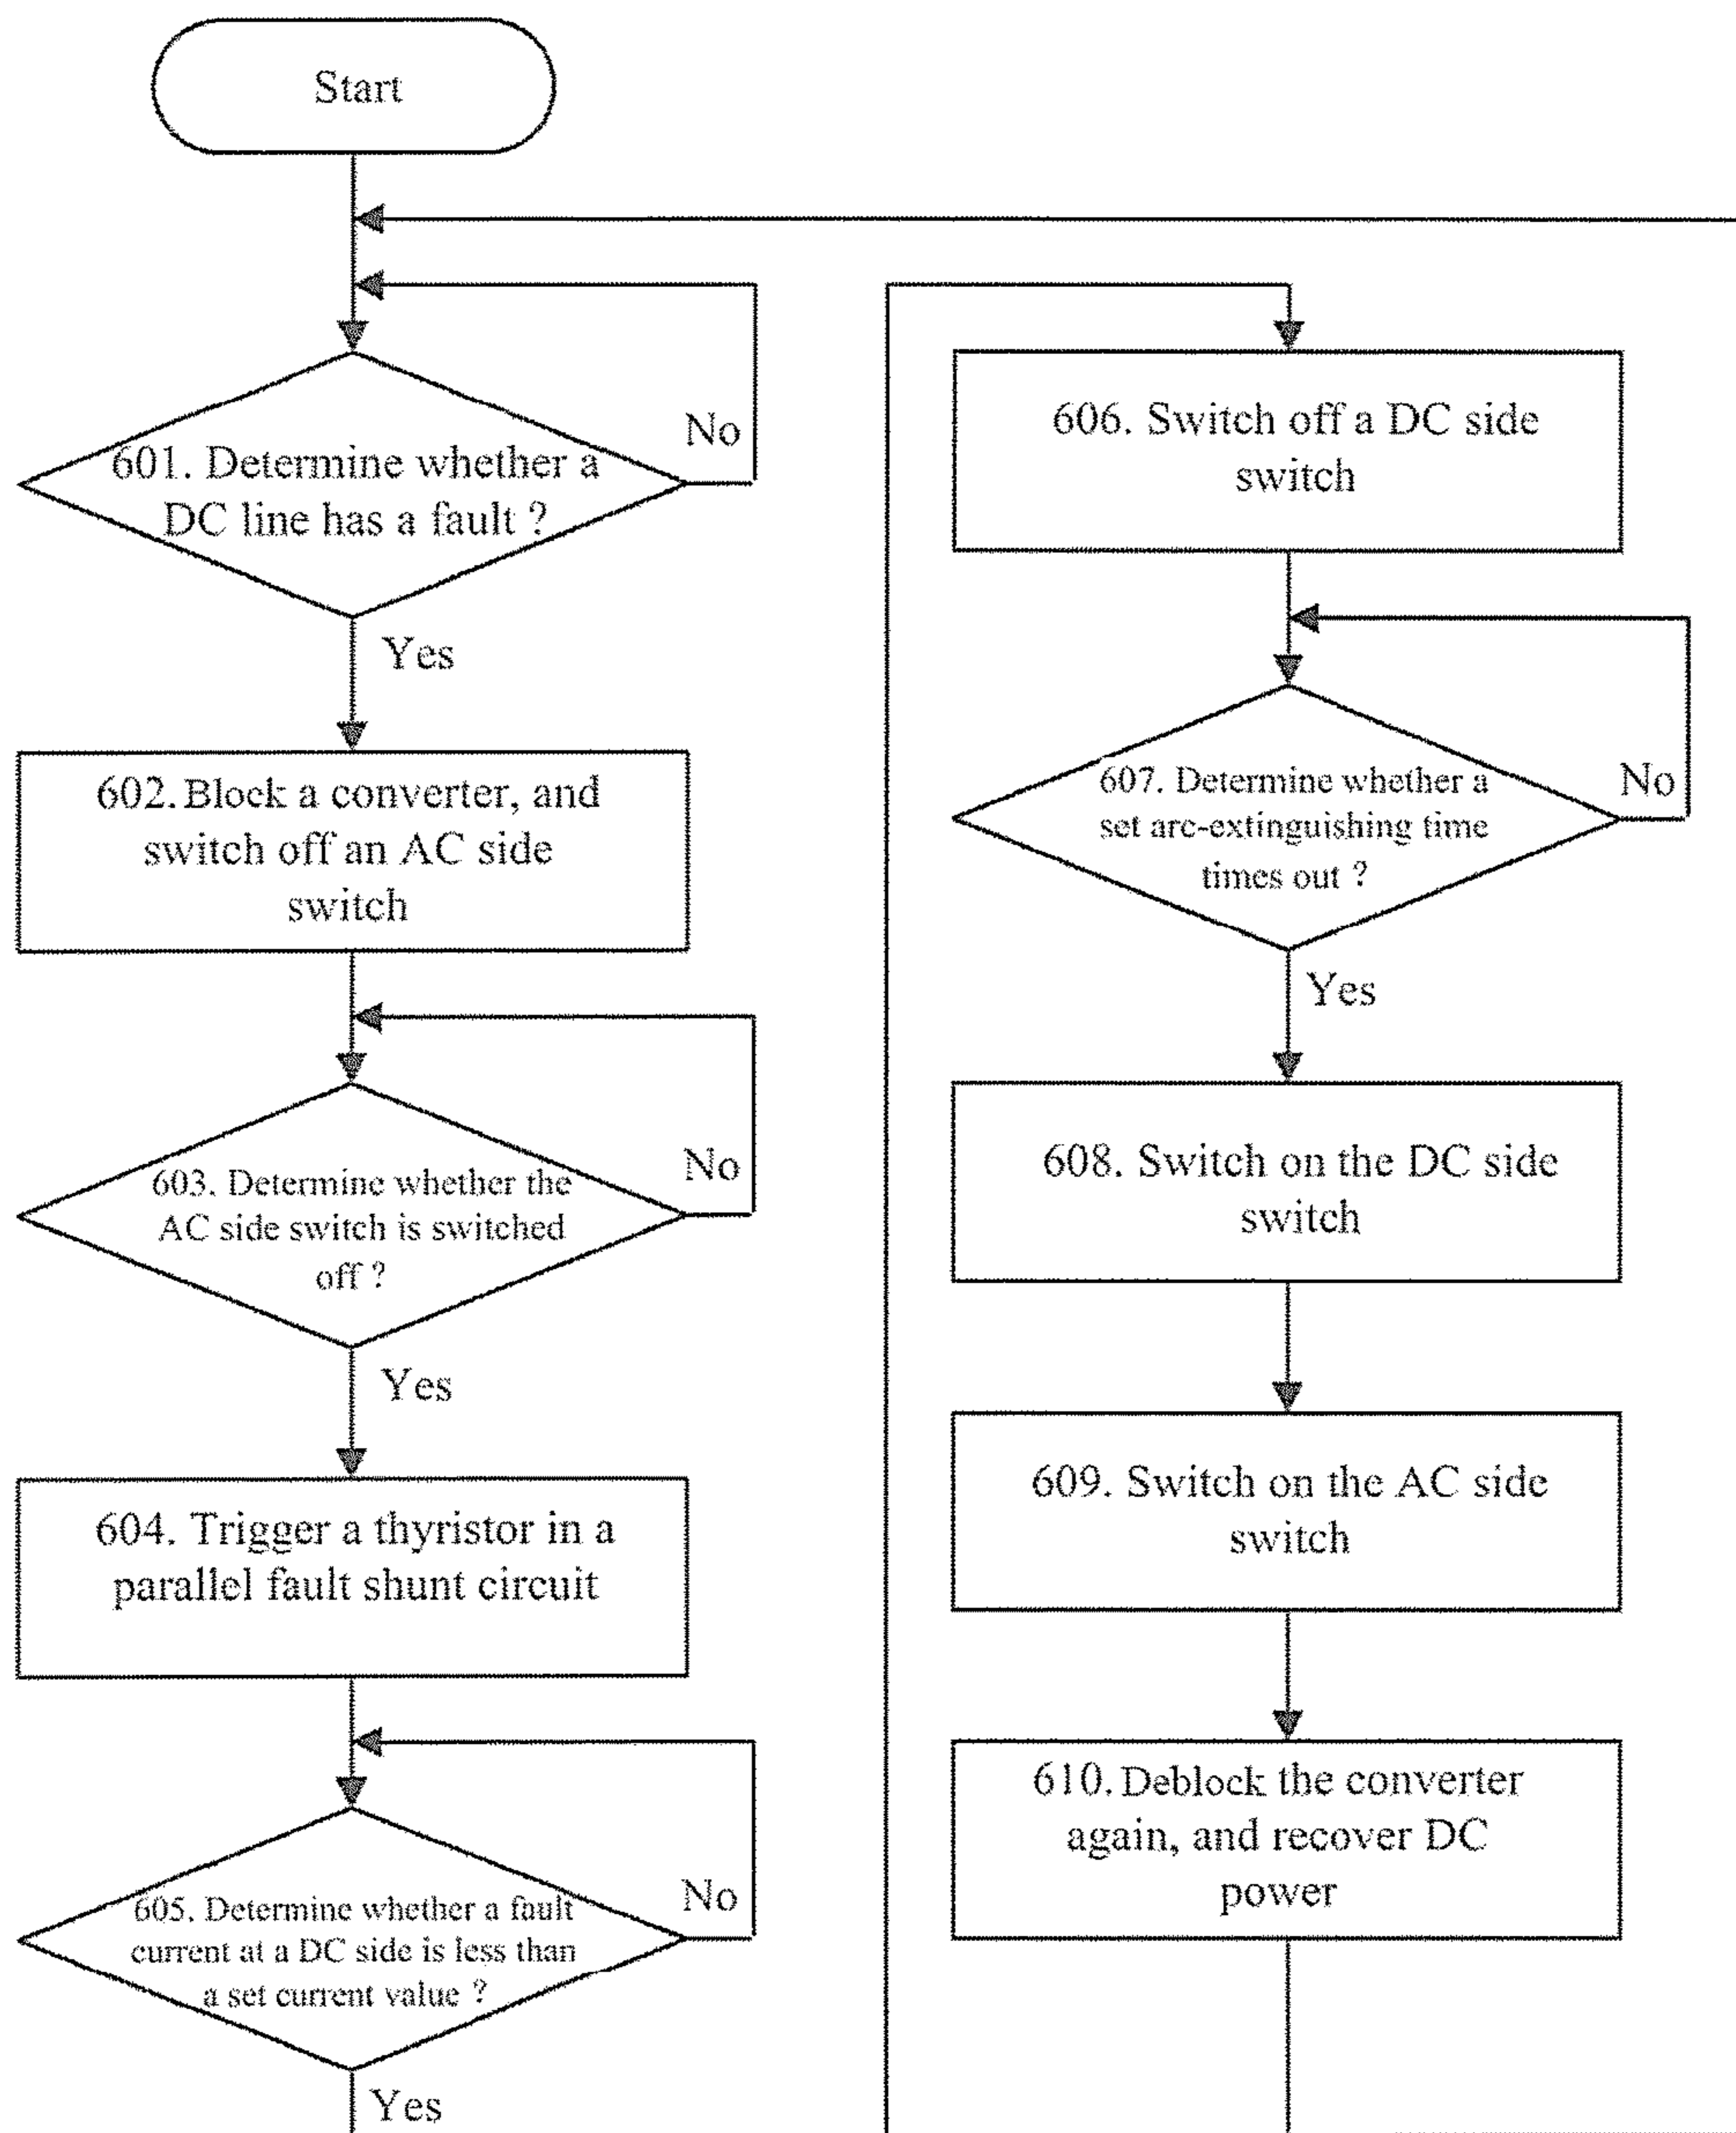 Start
601. Determine whether a
DC line has a fault ?
No
Yes
602. Block a converter, and
switch off an AC side
switch
603. Determine whether the
AC side switch is switched
off ?
No
Yes
604. Trigger a thyristor in a
parallel fault shunt circuit
605. Determine whether a fault
current at a DC side is less than
a set current value ?
No
Yes
606. Switch off a DC side
switch
607. Determine whether a
set arc-extinguishing time
times out ?
No
Yes
608. Switch on the DC side
switch
609. Switch on the AC side
switch
610. Deblock the converter
again, and recover DC
power